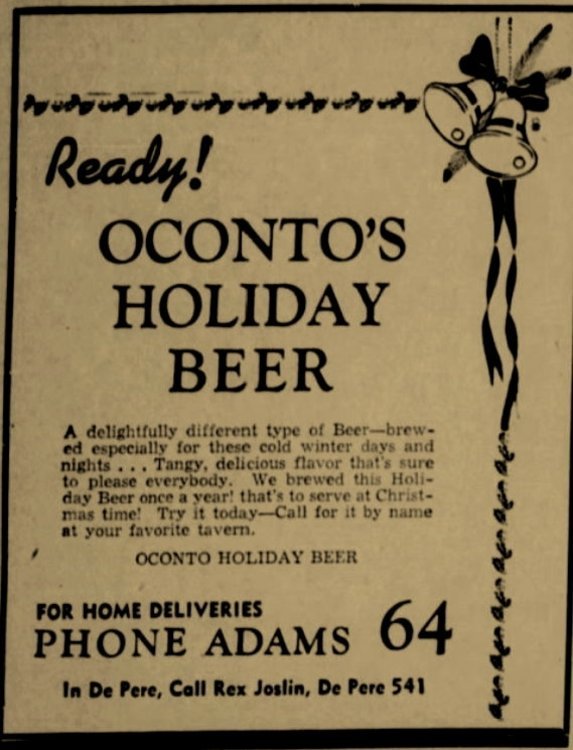 Ready!
OCONTO'S
HOLIDAY
BEER
A delightfully different type of Beer—brew-
ed especially for these cold winter days and
nights . . . Tangy, delicious flavor that's sure
to please everybody. We brewed this Holi-
day Beer once a year! that's to serve at Christ-
mas time! Try it today—Call for it by name
at your favorite tavern.
OCONTO HOLIDAY BEER
FOR HOME DELIVERIES
PHONE ADAMS 64
In De Pere, Call Rex Joslin, De Pere 541